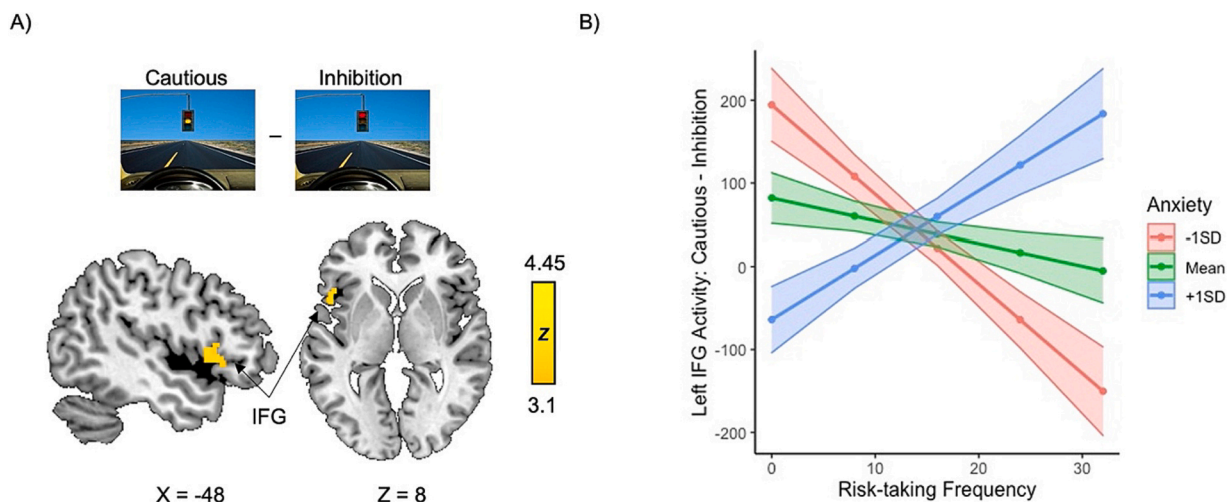 A)
Cautious
Inhibition
–
4.45
z
3.1
IFG
X = -48
Z = 8
B)
Left IFG Activity: Cautious - Inhibition
200
100
0
-100
-200
0
10
20
30
Risk-taking Frequency
Anxiety
-1SD
Mean
+1SD